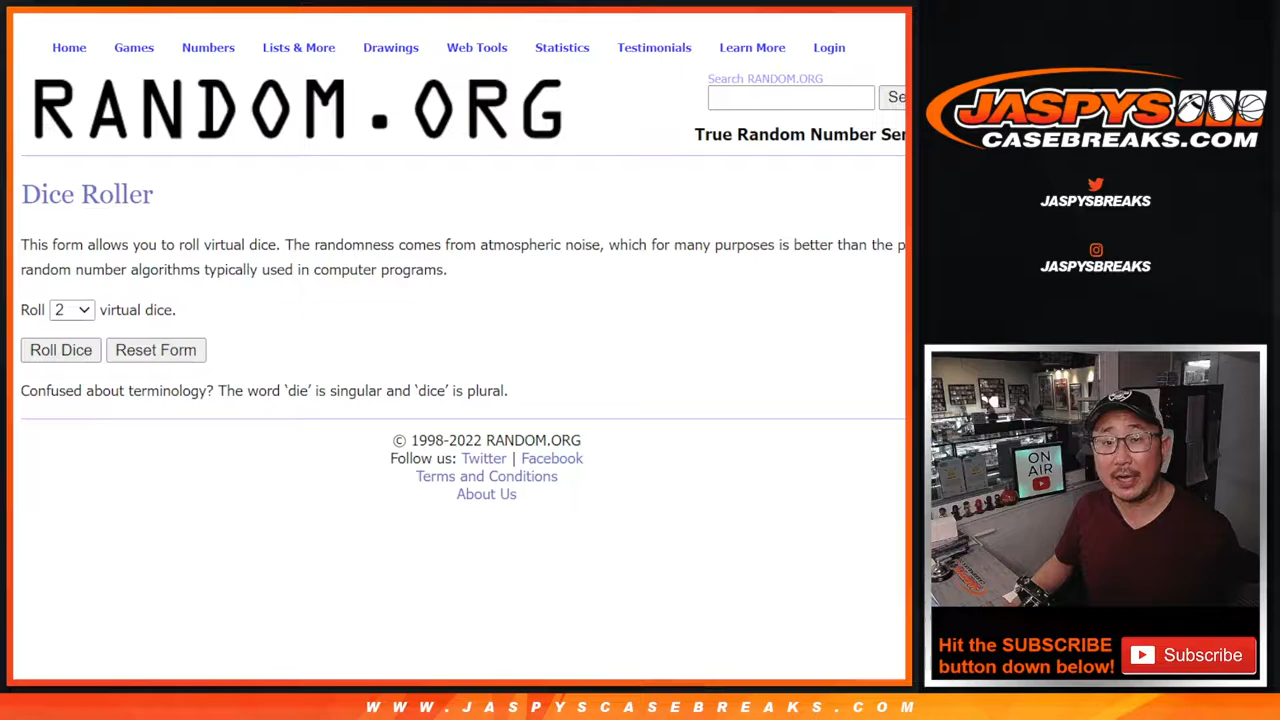 Home Games Numbers Lists & More Drawings Web Tools Statistics Testimonials Learn More Login
RANDOM.ORG
Search RANDOM.ORG
Se
True Random Number Ser
Dice Roller
This form allows you to roll virtual dice. The randomness comes from atmospheric noise, which for many purposes is better than the p
random number algorithms typically used in computer programs.
Roll 2 virtual dice.
Roll Dice Reset Form
Confused about terminology? The word ‘die’ is singular and ‘dice’ is plural.
© 1998-2022 RANDOM.ORG
Follow us: Twitter | Facebook
Terms and Conditions
About Us
JASPYS
CASEBREAKS.COM
JASPYSBREAKS
JASPYSBREAKS
ON
AIR
Hit the SUBSCRIBE
button down below!
Subscribe
WWW.JASPYSCASEBREAKS.COM